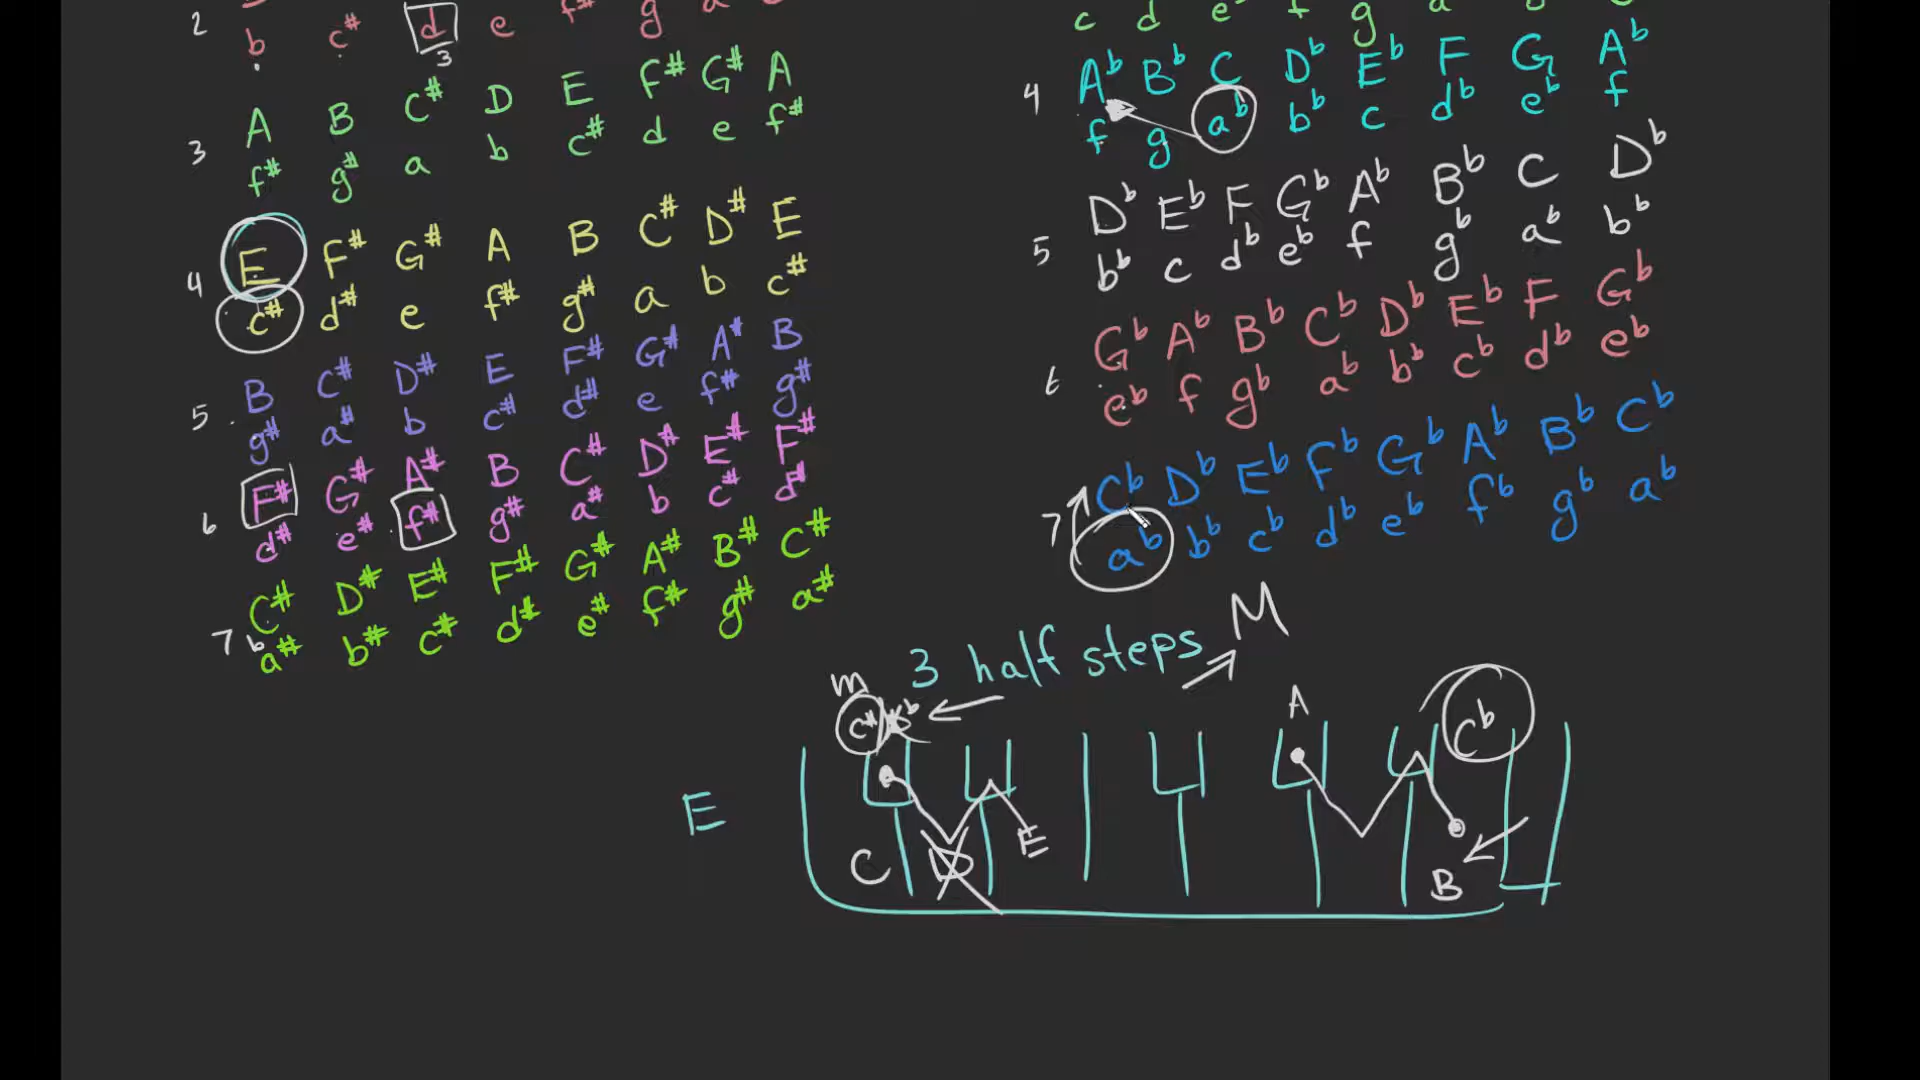 2
b c# d e f# g a
3
A B C# D E F# G# A
3
f# g# a b c# d e f#
E F# G# A B C# D# E
4
c# d# e f# g# a b c#
B C# D# E F# G# A# B
5
g# a# b c# d# e f# g#
F# G# A# B C# D# E# F#
6
d# e# f# g# a# b c# d#
C# D# E# F# G# A# B# C#
7 b
a# b# c# d# e# f# g# a#
c d e♭ f g a
4
A♭ B♭ C D♭ E♭ F G A♭
f g a♭ b♭ c d♭ e♭ f
D♭ E♭ F G♭ A♭ B♭ C D♭
5
b♭ c d♭ e♭ f g♭ a♭ b♭
G♭ A♭ B♭ C♭ D♭ E♭ F G♭
6
e♭ f g♭ a♭ b♭ c♭ d♭ e♭
C♭ D♭ E♭ F♭ G♭ A♭ B♭ C♭
7
a♭ b♭ c♭ d♭ e♭ f♭ g♭ a♭
3 half steps M
m
c# A C♭
E
C D E B